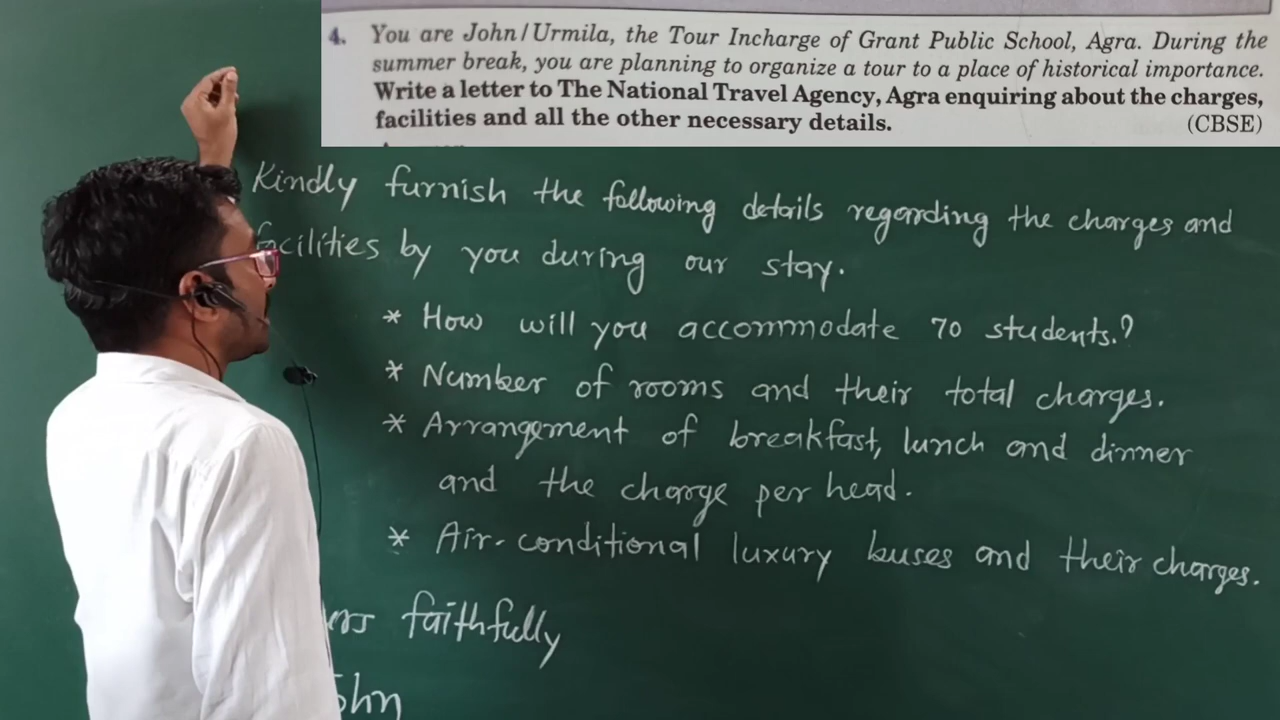 4. You are John/Urmila, the Tour Incharge of Grant Public School, Agra. During the
summer break, you are planning to organize a tour to a place of historical importance.
Write a letter to The National Travel Agency, Agra enquiring about the charges,
facilities and all the other necessary details. (CBSE)
Kindly furnish the following details regarding the charges and
facilities by you during our stay.
* How will you accommodate 70 students.?
* Number of rooms and their total charges.
* Arrangement of breakfast, lunch and dinner
and the charge per head.
* Air-conditional luxury buses and their charges.
faithfully
John